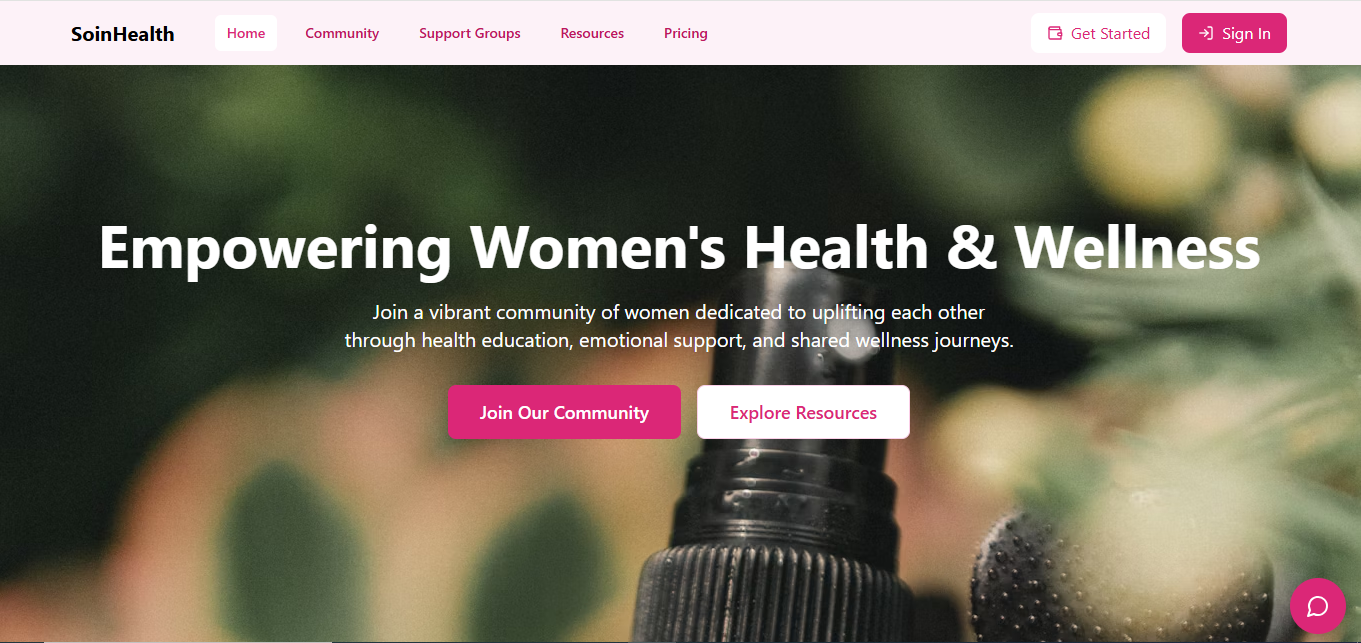 SoinHealth
Home
Community
Support Groups
Resources
Pricing
Get Started
Sign In
Empowering Women's Health & Wellness
Join a vibrant community of women dedicated to uplifting each other
through health education, emotional support, and shared wellness journeys.
Join Our Community
Explore Resources